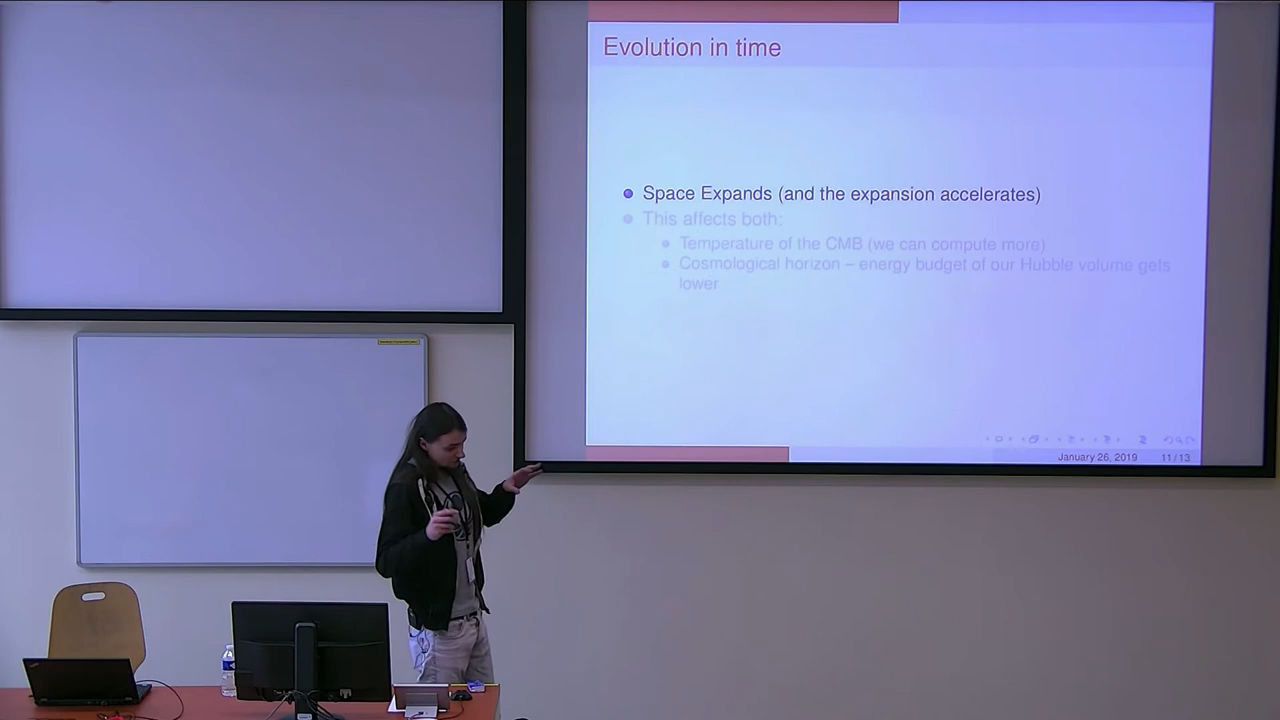 Evolution in time
Space Expands (and the expansion accelerates)
This affects both:
Temperature of the CMB (we can compute more)
Cosmological horizon – energy budget of our Hubble volume gets
lower
January 26, 2019 11 / 13